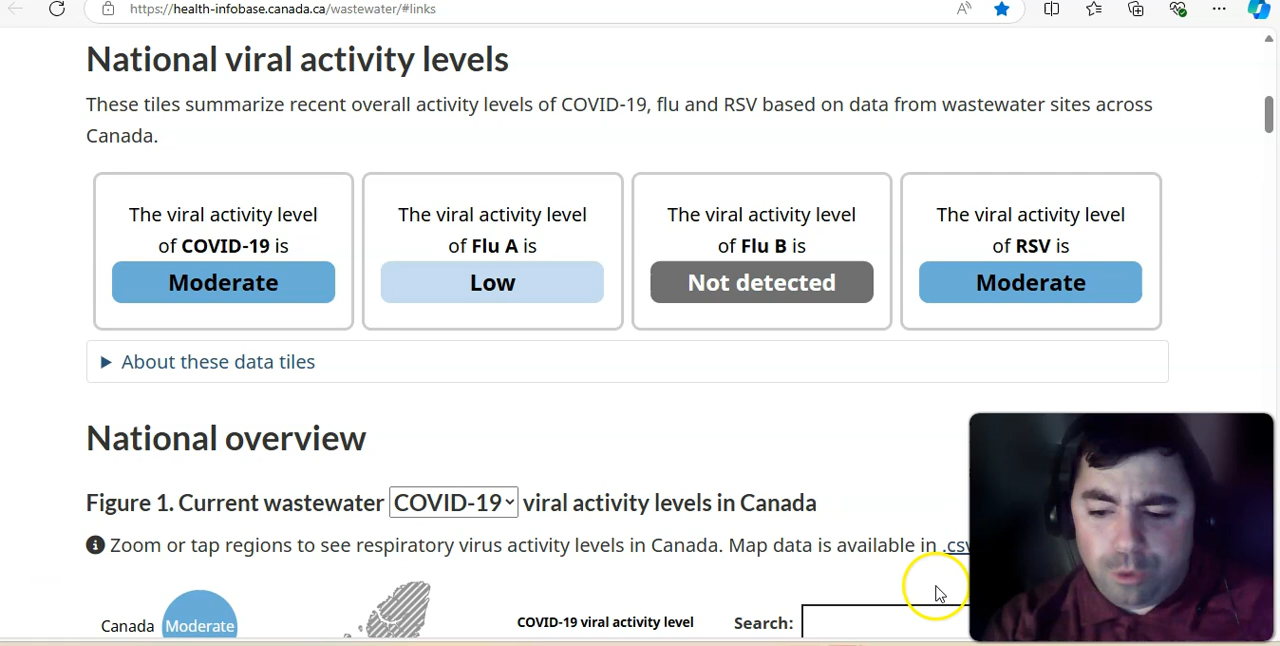 https://health-infobase.canada.ca/wastewater/#links
National viral activity levels
These tiles summarize recent overall activity levels of COVID-19, flu and RSV based on data from wastewater sites across
Canada.
The viral activity level
of COVID-19 is
Moderate
The viral activity level
of Flu A is
Low
The viral activity level
of Flu B is
Not detected
The viral activity level
of RSV is
Moderate
About these data tiles
National overview
Figure 1. Current wastewater COVID-19 viral activity levels in Canada
Zoom or tap regions to see respiratory virus activity levels in Canada. Map data is available in .csv
Canada Moderate
COVID-19 viral activity level
Search: